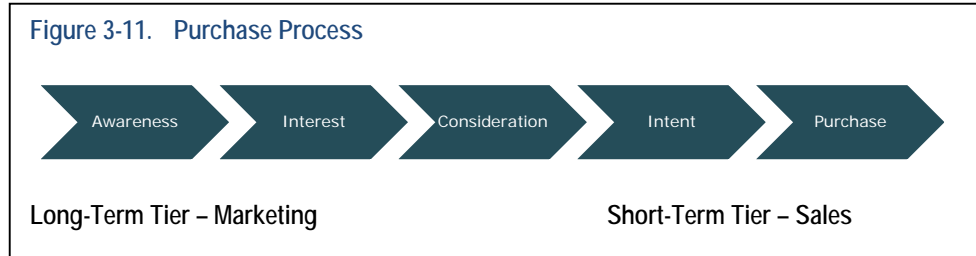 Figure 3-11. Purchase Process
Awareness
Interest
Consideration
Intent
Purchase
Long-Term Tier – Marketing
Short-Term Tier – Sales